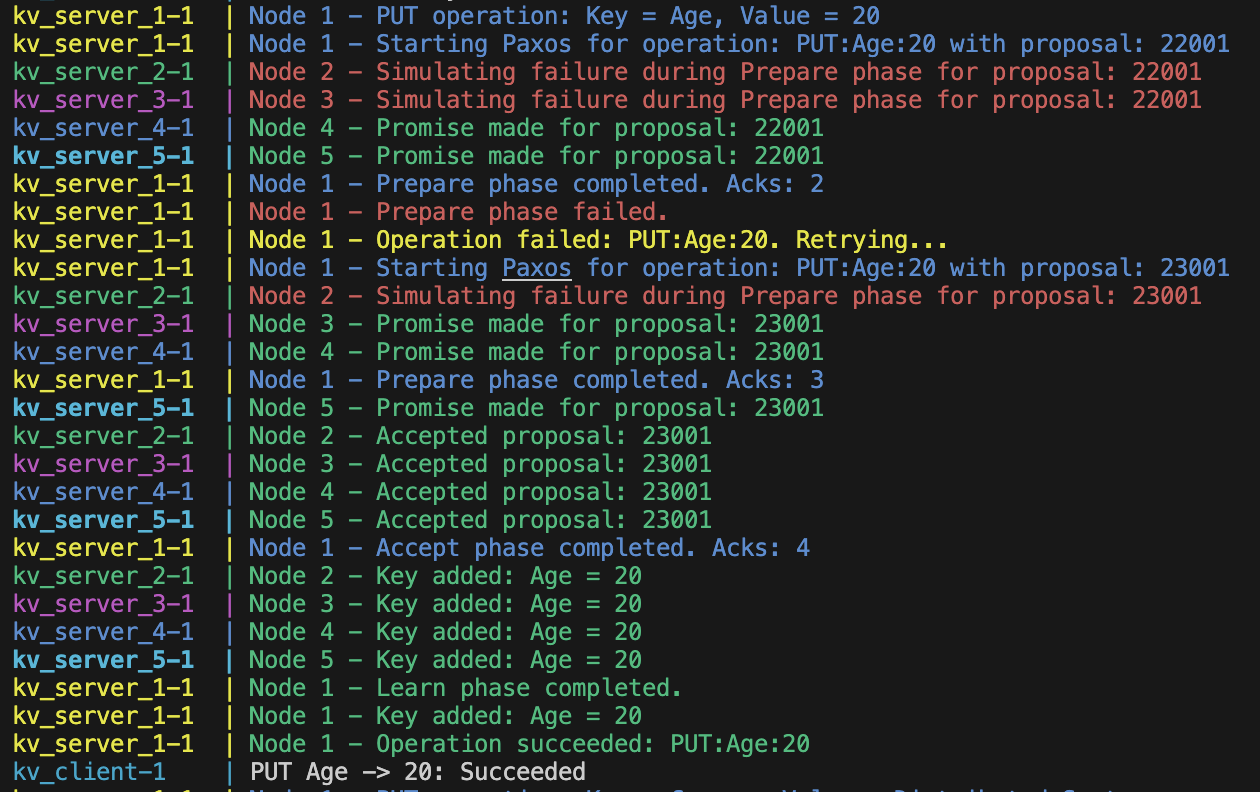 kv_server_1-1 | Node 1 - PUT operation: Key = Age, Value = 20
kv_server_1-1 | Node 1 - Starting Paxos for operation: PUT:Age:20 with proposal: 22001
kv_server_2-1 | Node 2 - Simulating failure during Prepare phase for proposal: 22001
kv_server_3-1 | Node 3 - Simulating failure during Prepare phase for proposal: 22001
kv_server_4-1 | Node 4 - Promise made for proposal: 22001
kv_server_5-1 | Node 5 - Promise made for proposal: 22001
kv_server_1-1 | Node 1 - Prepare phase completed. Acks: 2
kv_server_1-1 | Node 1 - Prepare phase failed.
kv_server_1-1 | Node 1 - Operation failed: PUT:Age:20. Retrying...
kv_server_1-1 | Node 1 - Starting Paxos for operation: PUT:Age:20 with proposal: 23001
kv_server_2-1 | Node 2 - Simulating failure during Prepare phase for proposal: 23001
kv_server_3-1 | Node 3 - Promise made for proposal: 23001
kv_server_4-1 | Node 4 - Promise made for proposal: 23001
kv_server_1-1 | Node 1 - Prepare phase completed. Acks: 3
kv_server_5-1 | Node 5 - Promise made for proposal: 23001
kv_server_2-1 | Node 2 - Accepted proposal: 23001
kv_server_3-1 | Node 3 - Accepted proposal: 23001
kv_server_4-1 | Node 4 - Accepted proposal: 23001
kv_server_5-1 | Node 5 - Accepted proposal: 23001
kv_server_1-1 | Node 1 - Accept phase completed. Acks: 4
kv_server_2-1 | Node 2 - Key added: Age = 20
kv_server_3-1 | Node 3 - Key added: Age = 20
kv_server_4-1 | Node 4 - Key added: Age = 20
kv_server_5-1 | Node 5 - Key added: Age = 20
kv_server_1-1 | Node 1 - Learn phase completed.
kv_server_1-1 | Node 1 - Key added: Age = 20
kv_server_1-1 | Node 1 - Operation succeeded: PUT:Age:20
kv_client-1 | PUT Age -> 20: Succeeded